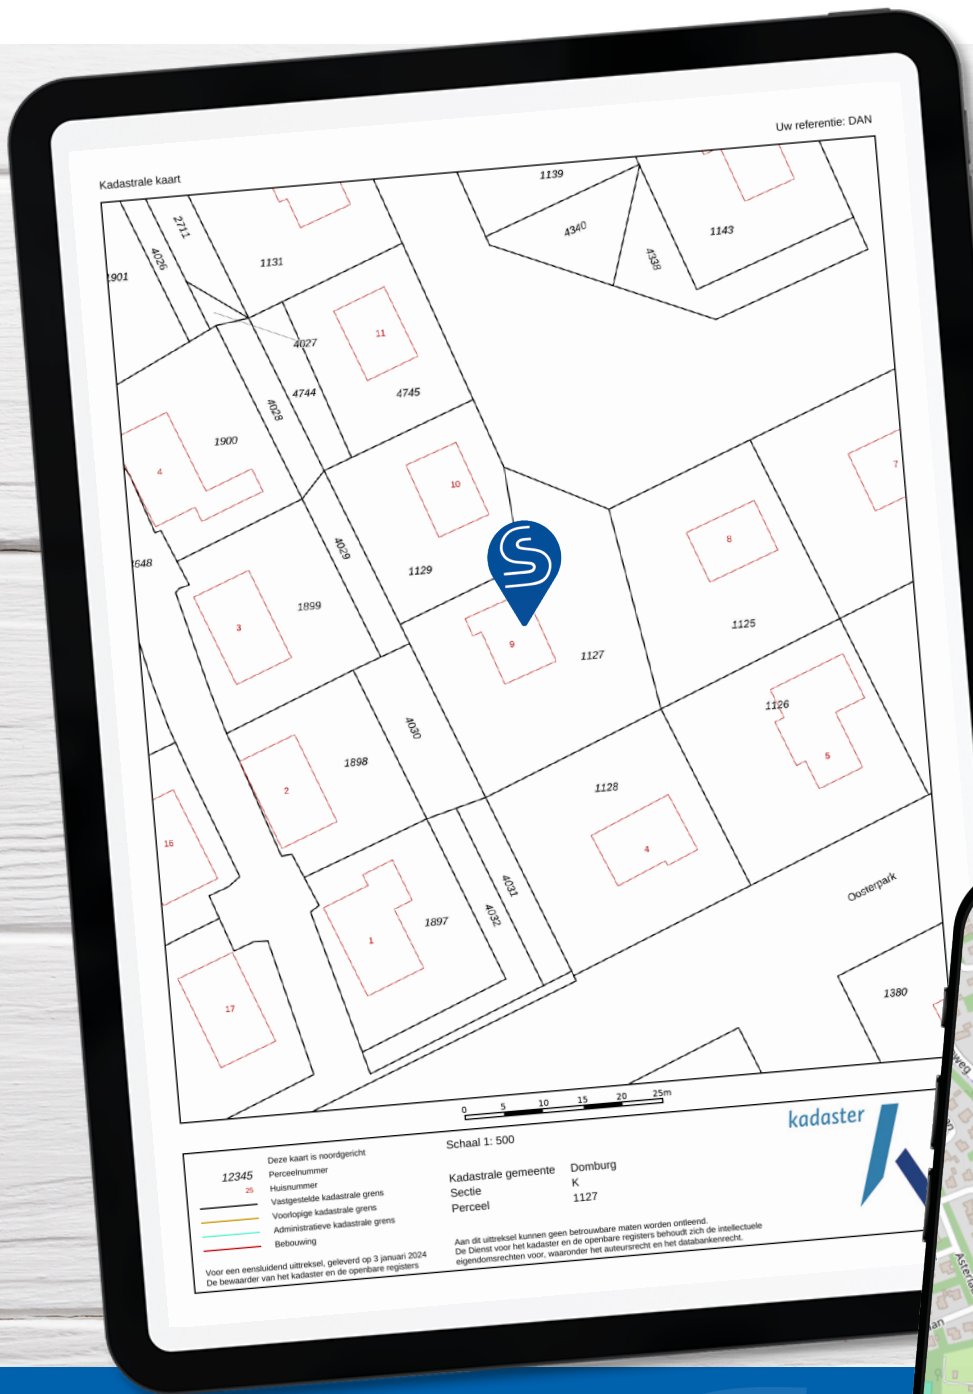 Uw referentie: DAN
Kadastrale kaart
1139
2711
4340
1143
4026
4338
1131
1901
11
4027
4744
4745
4028
1900
4
10
7
8
4029
648
1129
1899
3
9
1127
1125
1126
4030
5
1898
2
1128
16
4
4031
Oosterpark
4032
1897
1
1380
17
0 5 10 15 20 25m
Schaal 1: 500
kadaster
12345
25
Deze kaart is noordgericht
Perceelnummer
Huisnummer
Vastgestelde kadastrale grens
Voorlopige kadastrale grens
Administratieve kadastrale grens
Bebouwing
Voor een eensluidend uittreksel, geleverd op 3 januari 2024
De bewaarder van het kadaster en de openbare registers
Kadastrale gemeente Domburg
Sectie K
Perceel 1127
Aan dit uittreksel kunnen geen betrouwbare maten worden ontleend.
De Dienst voor het kadaster en de openbare registers behoudt zich de intellectuele
eigendomsrechten voor, waaronder het auteursrecht en het databankenrecht.